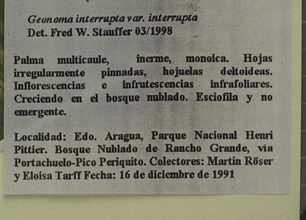 Geonoma interrupta var. interrupta
Det. Fred W. Stauffer 03/1998
Palma multicaule, inerme, monoica. Hojas
irregularmente pinnadas, hojuelas deltoideas.
Inflorescencias e infrutescencias infrafoliares.
Creciendo en el bosque nublado. Esciofila y no
emergente.
Localidad: Edo. Aragua, Parque Nacional Henri
Pittier. Bosque Nublado de Rancho Grande, via
Portachuelo-Pico Periquito. Colectores: Martin Röser
y Eloisa Tarff Fecha: 16 de diciembre de 1991